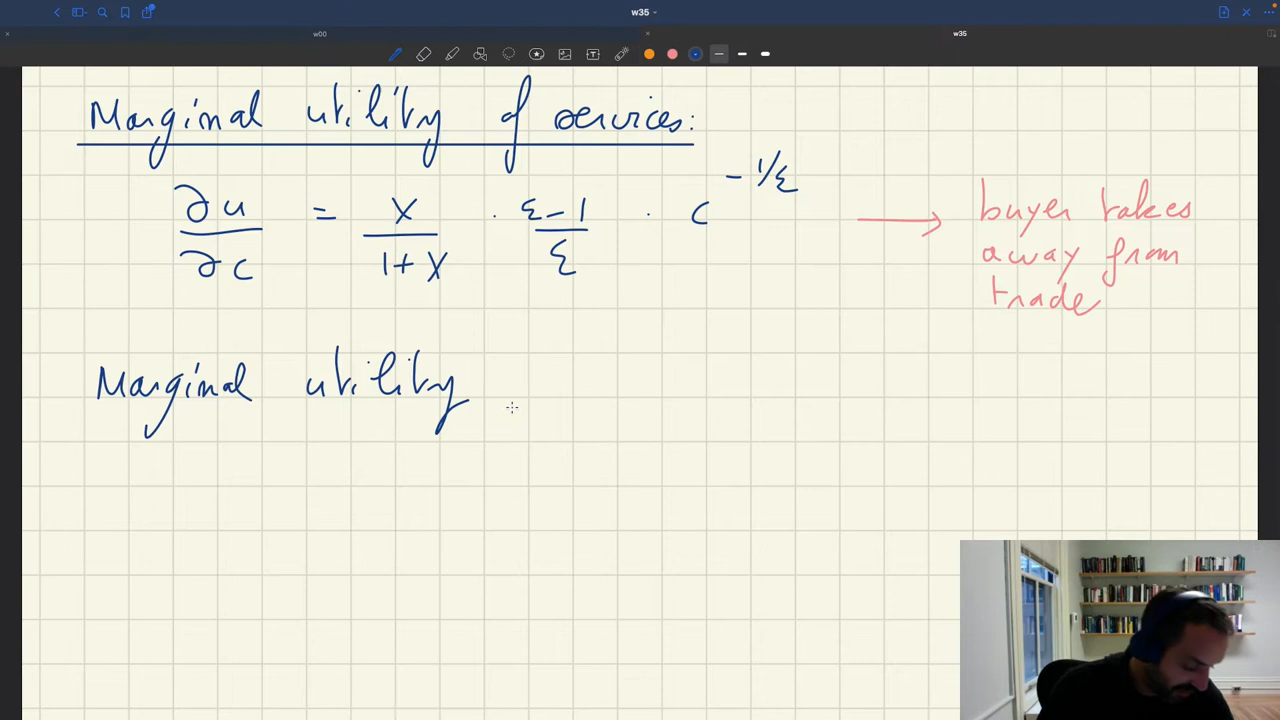 w35
w00
w35
Marginal utility of services:
∂u/∂c = χ/(1+χ) · (ε-1)/ε · c^(-1/ε)
buyer takes
away from
trade
Marginal utility